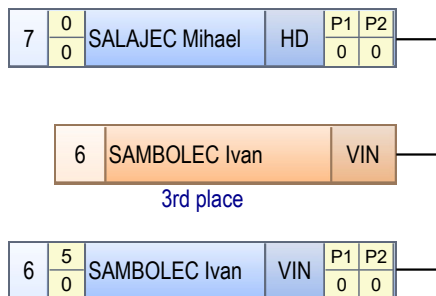 7 0 0 SALAJEC Mihael HD P1 P2 0 0
6 SAMBOLEC Ivan VIN
3rd place
6 5 0 SAMBOLEC Ivan VIN P1 P2 0 0